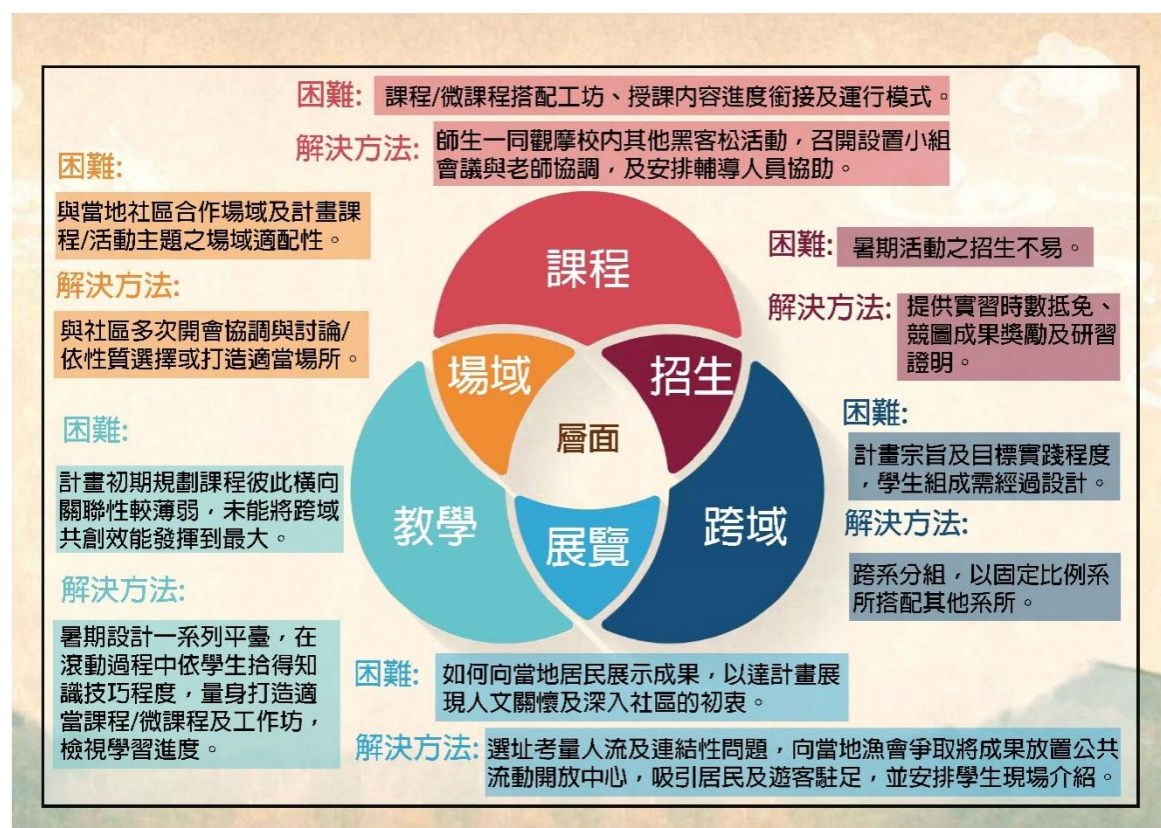 困難: 課程/微課程搭配工坊、授課內容進度銜接及運行模式。
解決方法: 師生一同觀摩校內其他黑客松活動，召開設置小組
會議與老師協調，及安排輔導人員協助。
困難:
與當地社區合作場域及計畫課
程/活動主題之場域適配性。
解決方法:
與社區多次開會協調與討論/
依性質選擇或打造適當場所。
困難: 暑期活動之招生不易。
解決方法: 提供實習時數抵免、
競圖成果獎勵及研習
證明。
課程
場域
招生
層面
教學
展覽
跨域
困難:
計畫初期規劃課程彼此橫向
關聯性較薄弱，未能將跨域
共創效能發揮到最大。
解決方法:
暑期設計一系列平臺，在
滾動過程中依學生拾得知
識技巧程度，量身打造適
當課程/微課程及工作坊，
檢視學習進度。
困難:
計畫宗旨及目標實踐程度
，學生組成需經過設計。
解決方法:
跨系分組，以固定比例系
所搭配其他系所。
困難: 如何向當地居民展示成果，以達計畫展
現人文關懷及深入社區的初衷。
解決方法: 選址考量人流及連結性問題，向當地漁會爭取將成果放置公共
流動開放中心，吸引居民及遊客駐足，並安排學生現場介紹。